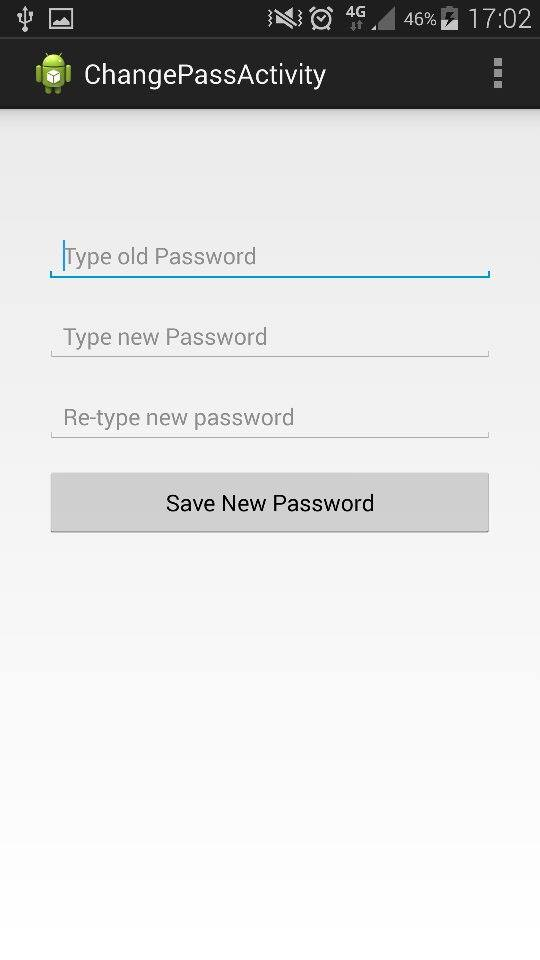 4G 46% 17:02
ChangePassActivity
Type old Password
Type new Password
Re-type new password
Save New Password